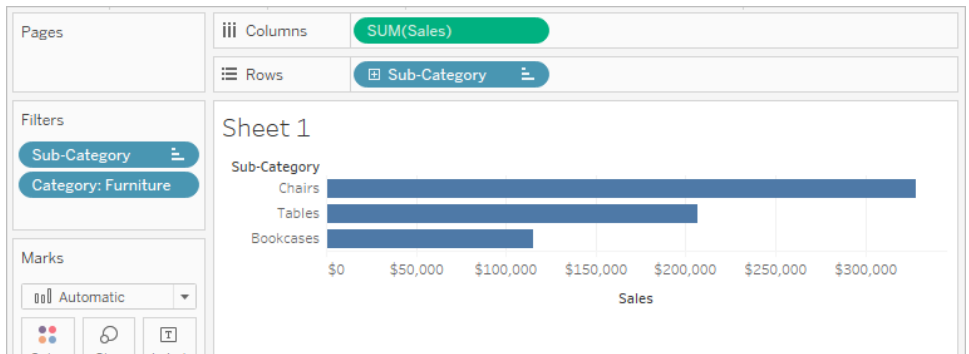 Pages
Columns
SUM(Sales)
Rows
Sub-Category
Filters
Sub-Category
Category: Furniture
Marks
Automatic
Sheet 1
Sub-Category
Chairs
Tables
Bookcases
$0 $50,000 $100,000 $150,000 $200,000 $250,000 $300,000
Sales